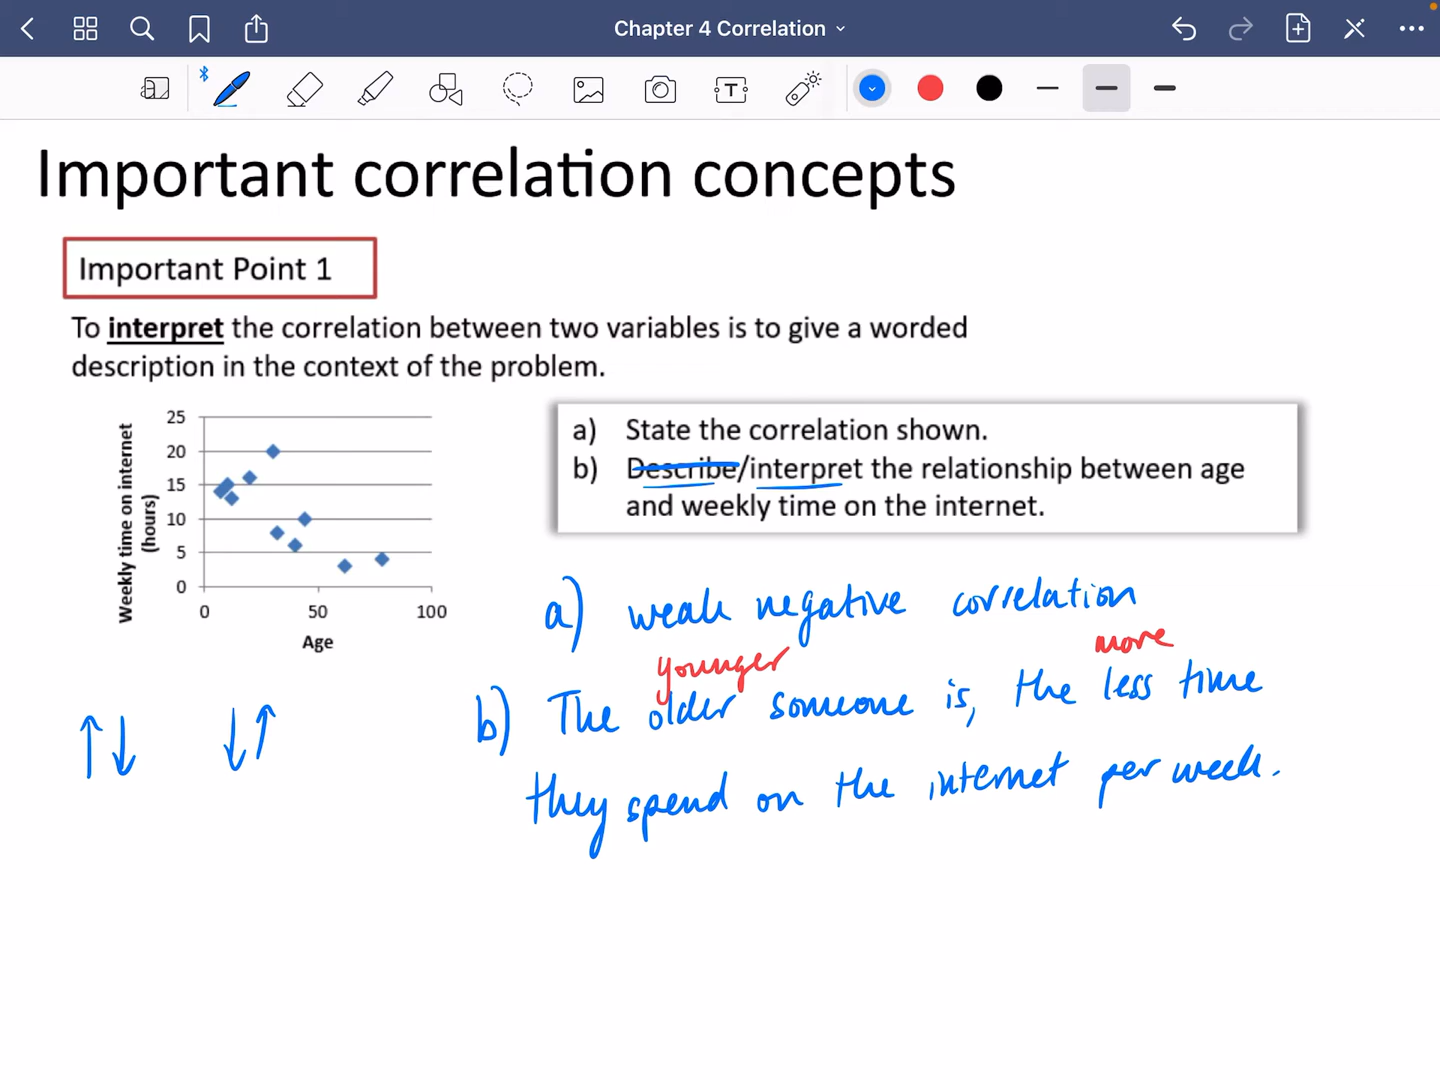 Chapter 4 Correlation
Important correlation concepts
Important Point 1
To interpret the correlation between two variables is to give a worded
description in the context of the problem.
Weekly time on internet
(hours)
25
20
15
10
5
0
0 50 100
Age
a) State the correlation shown.
b) Describe/interpret the relationship between age
and weekly time on the internet.
a) weak negative correlation
younger more
b) The older someone is, the less time
they spend on the internet per week.